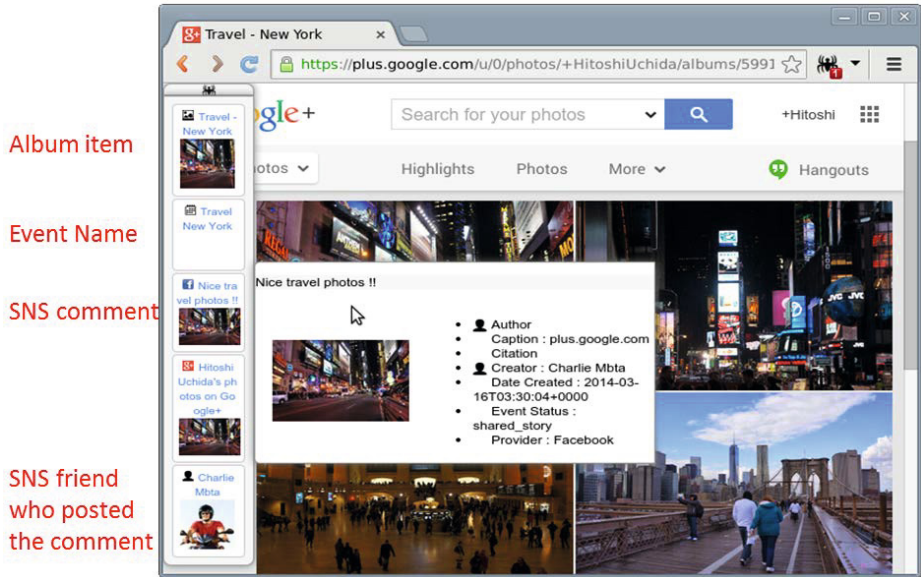 Travel - New York
https://plus.google.com/u/0/photos/+HitoshiUchida/albums/5991
1
gle+
Search for your photos
+Hitoshi
otos
Highlights
Photos
More
Hangouts
Album item
Travel -
New York
Event Name
Travel
New York
SNS comment
Nice tra
vel photos !!
Hitoshi
Uchida's ph
otos on Go
ogle+
SNS friend
who posted
the comment
Charlie
Mbta
Nice travel photos !!
Author
Caption : plus.google.com
Citation
Creator : Charlie Mbta
Date Created : 2014-03-
16T03:30:04+0000
Event Status :
shared_story
Provider : Facebook
JVC
JVC